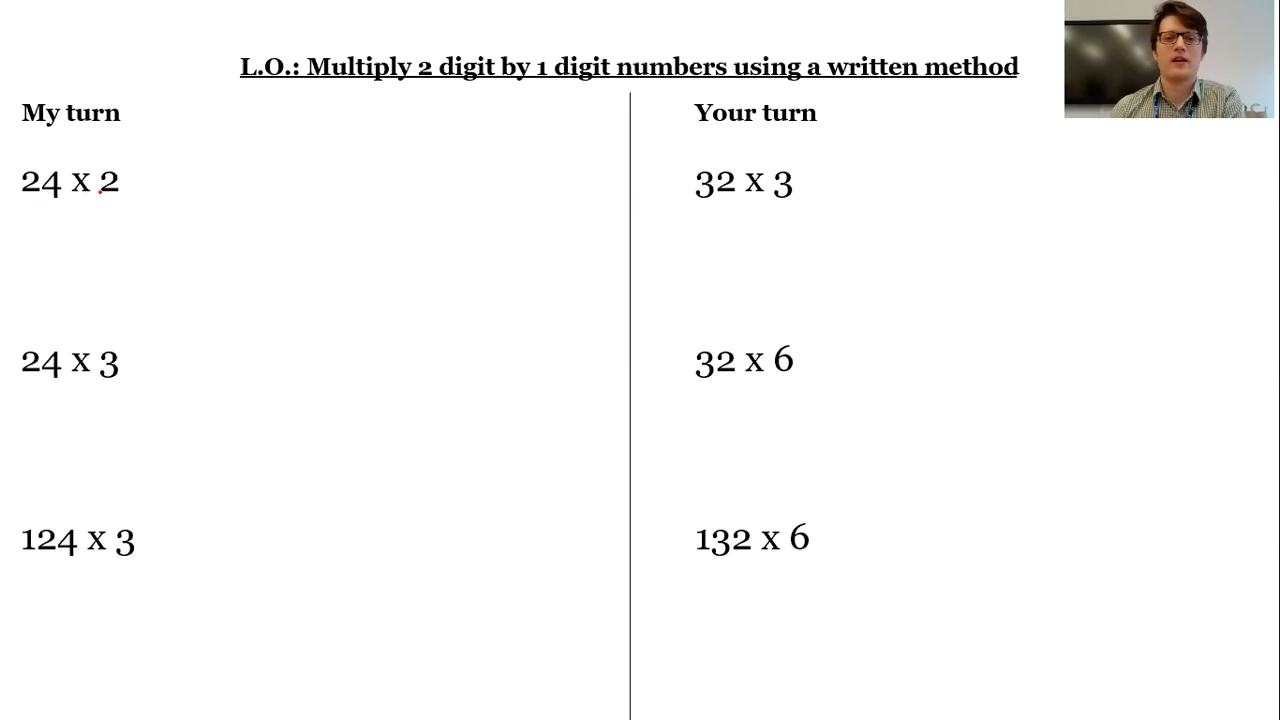 L.O.: Multiply 2 digit by 1 digit numbers using a written method
My turn
24 x 2
24 x 3
124 x 3
Your turn
32 x 3
32 x 6
132 x 6